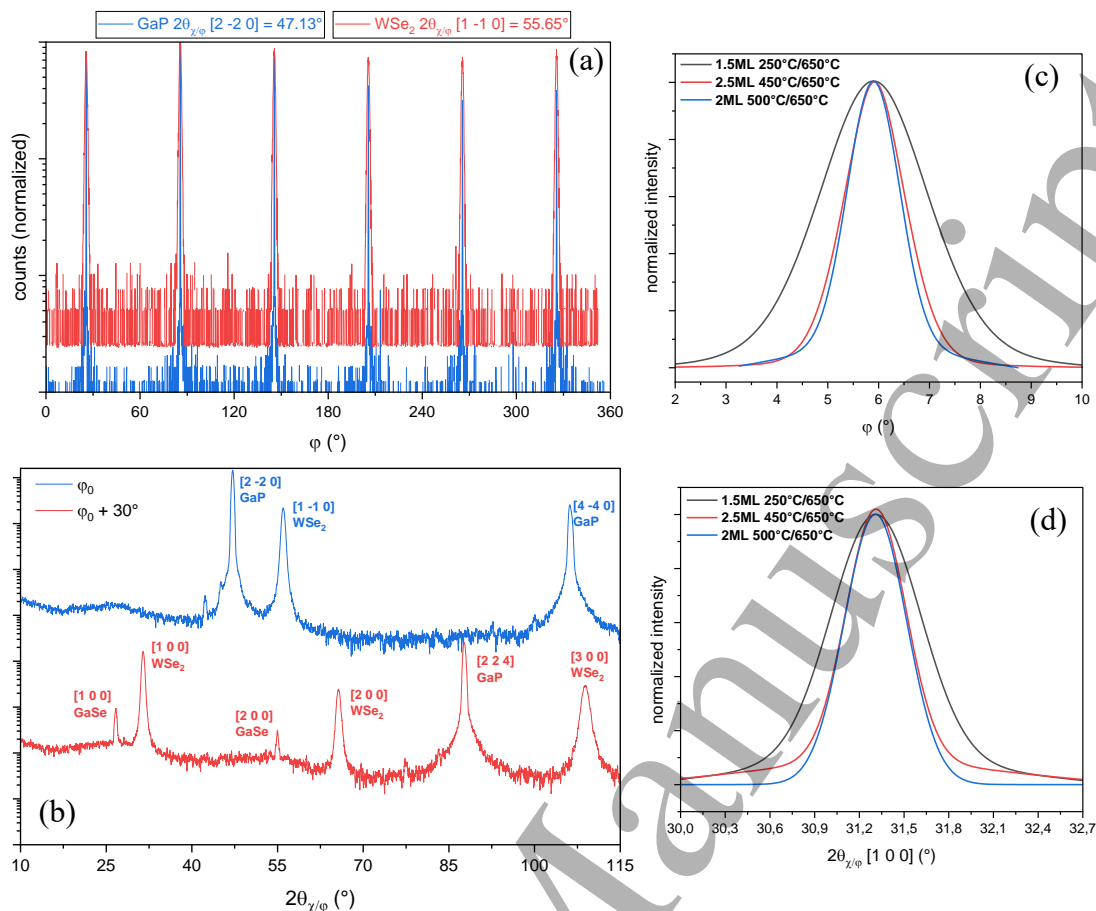 GaP 2θχ/φ [2 -2 0] = 47.13° WSe2 2θχ/φ [1 -1 0] = 55.65°
(a)
counts (normalized)
0 60 120 180 240 300 360
φ (°)
1.5ML 250°C/650°C
2.5ML 450°C/650°C
2ML 500°C/650°C
(c)
normalized intensity
2 3 4 5 6 7 8 9 10
φ (°)
φ0
φ0 + 30°
[2 -2 0]
GaP
[1 -1 0]
WSe2
[4 -4 0]
GaP
[1 0 0]
GaSe
[1 0 0]
WSe2
[2 0 0]
GaSe
[2 0 0]
WSe2
[2 2 4]
GaP
[3 0 0]
WSe2
(b)
10 25 40 55 70 85 100 115
2θχ/φ (°)
1.5ML 250°C/650°C
2.5ML 450°C/650°C
2ML 500°C/650°C
(d)
normalized intensity
30,0 30,3 30,6 30,9 31,2 31,5 31,8 32,1 32,4 32,7
2θχ/φ [1 0 0] (°)
Manuscrip